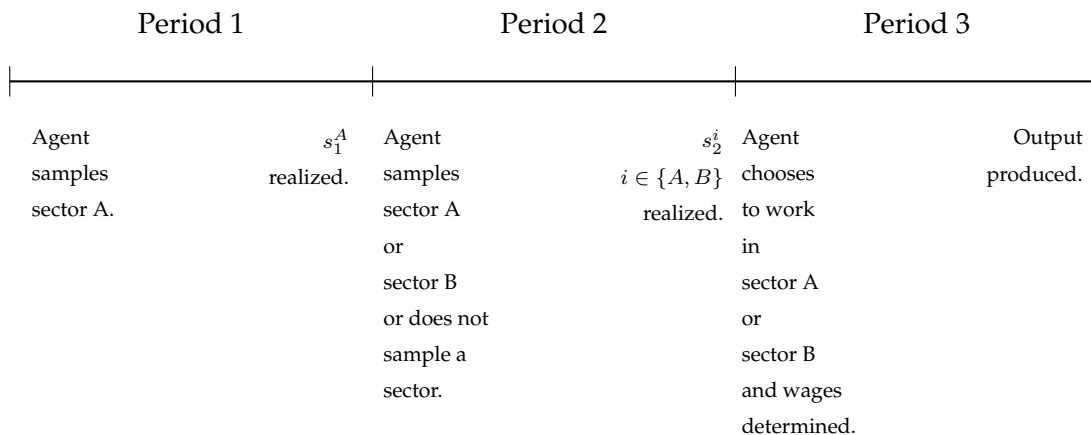 Period 1
Period 2
Period 3
Agent
samples
sector A.
s_1^A
realized.
Agent
samples
sector A
or
sector B
or does not
sample a
sector.
s_2^i
i ∈ {A, B}
realized.
Agent
chooses
to work
in
sector A
or
sector B
and wages
determined.
Output
produced.